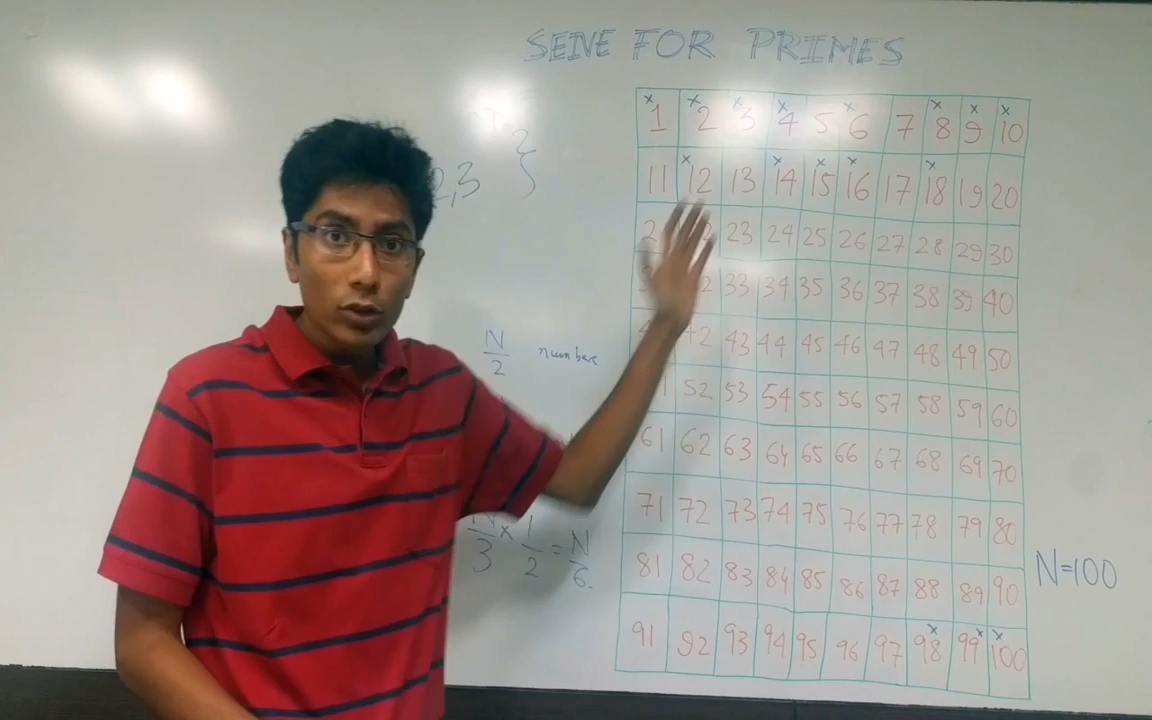 SEIVE FOR PRIMES
2,3 }
x x x x x x x x
1 2 3 4 5 6 7 8 9 10
x x x x x
11 12 13 14 15 16 17 18 19 20
23 24 25 26 27 28 29 30
33 34 35 36 37 38 39 40
N/2 numbers
42 43 44 45 46 47 48 49 50
52 53 54 55 56 57 58 59 60
61 62 63 64 65 66 67 68 69 70
71 72 73 74 75 76 77 78 79 80
N/3 x 1/2 = N/6.
81 82 83 84 85 86 87 88 89 90
N=100
x x x
91 92 93 94 95 96 97 98 99 100